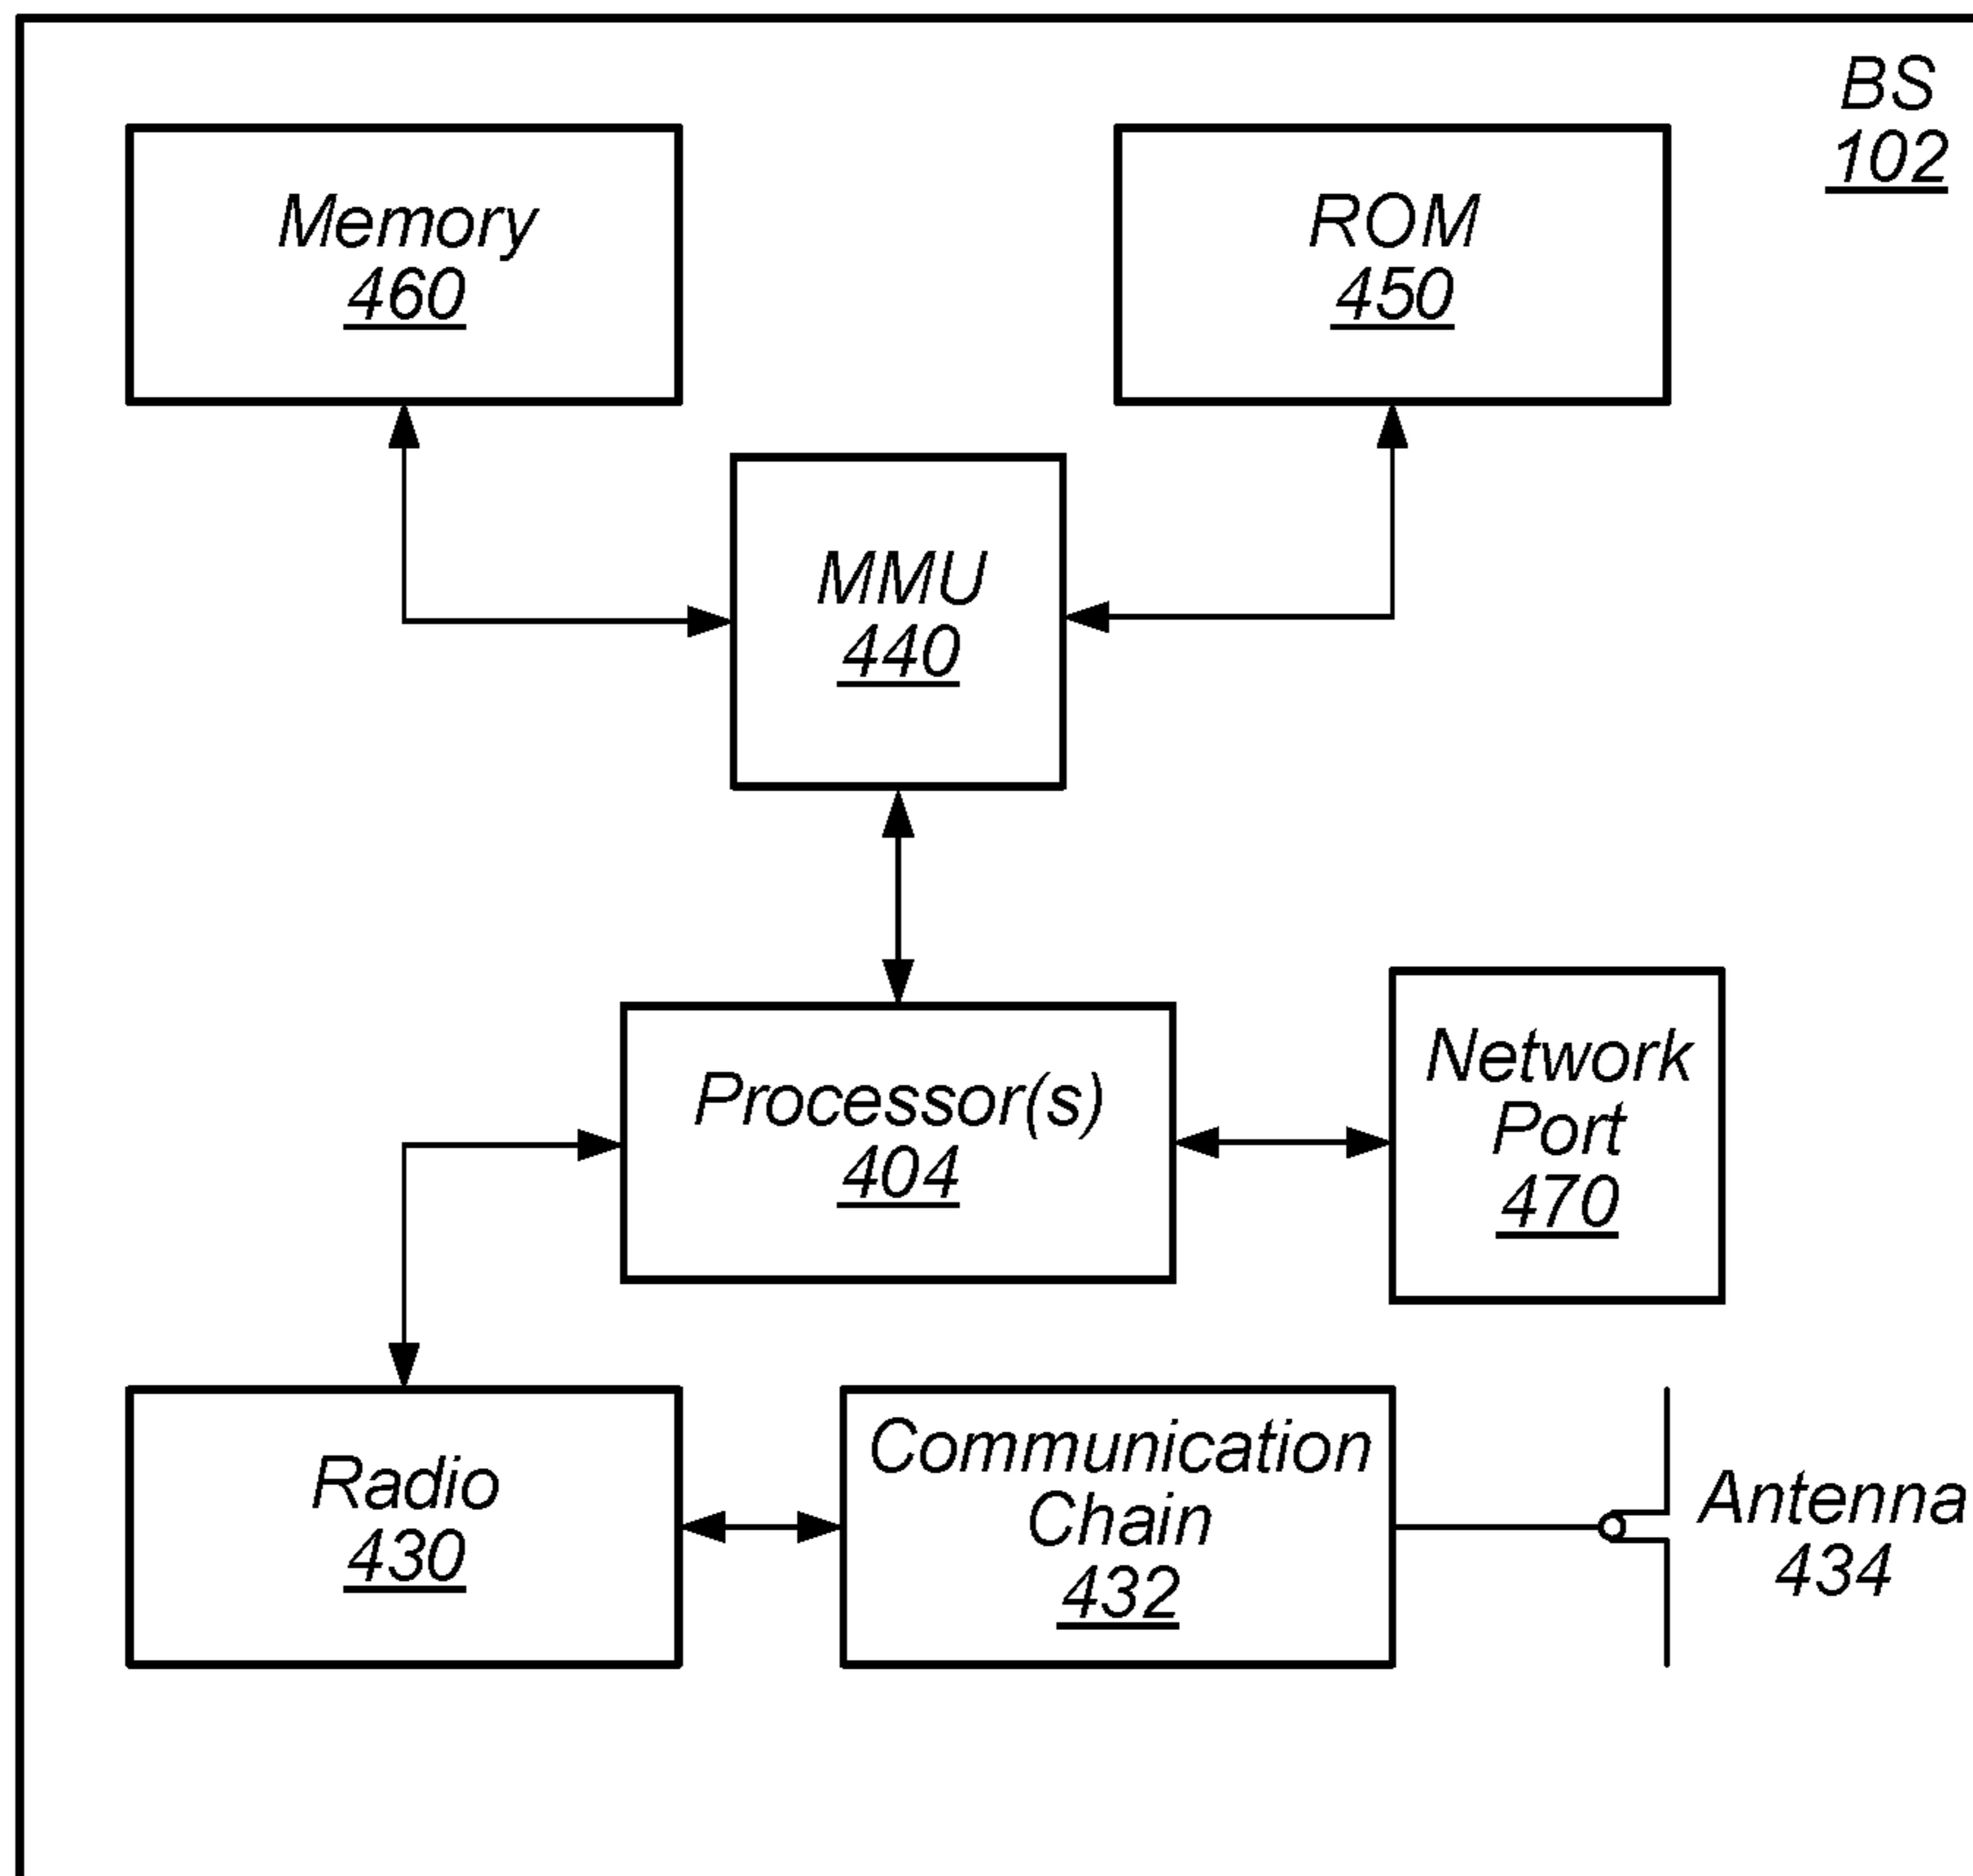 BS
102
Memory
460
ROM
450
MMU
440
Processor(s)
404
Network
Port
470
Radio
430
Communication
Chain
432
Antenna
434